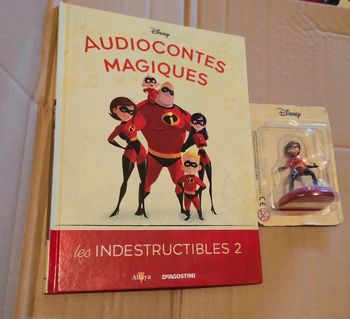 Disney
AUDIOCONTES
MAGIQUES
les INDESTRUCTIBLES 2
Altaya
DeAGOSTINI
Disney